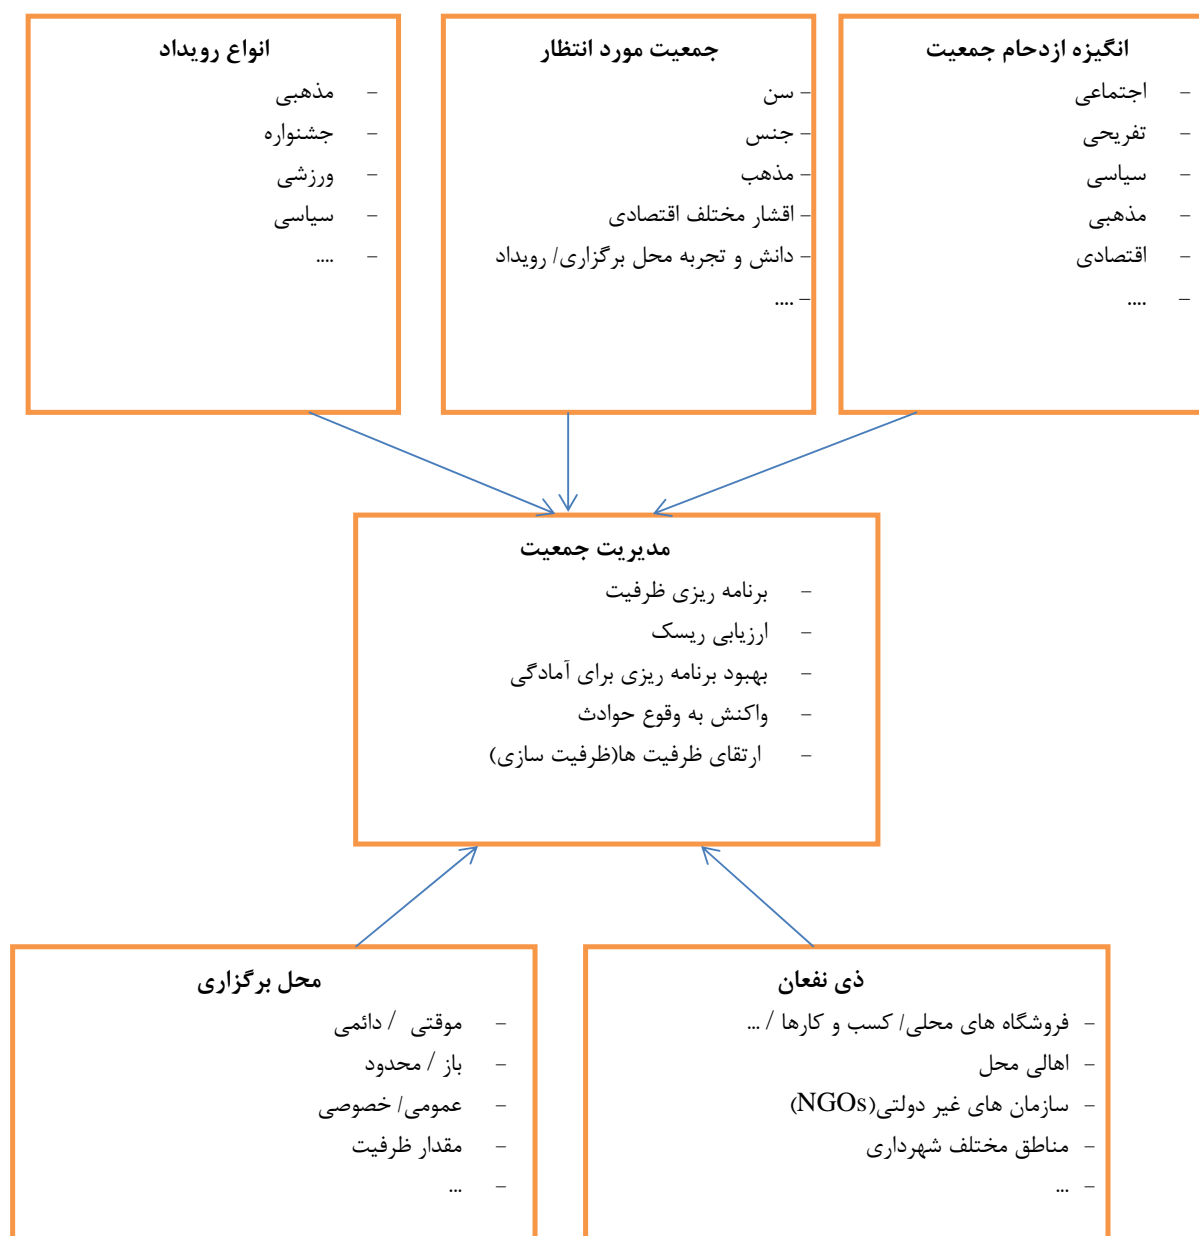 انگیزه ازدحام جمعیت
- اجتماعی
- تفریحی
- سیاسی
- مذهبی
- اقتصادی
- ....
جمعیت مورد انتظار
- سن
- جنس
- مذهب
- اقشار مختلف اقتصادی
- دانش و تجربه محل برگزاری/ رویداد
- ....
انواع رویداد
- مذهبی
- جشنواره
- ورزشی
- سیاسی
- ....
مدیریت جمعیت
- برنامه ریزی ظرفیت
- ارزیابی ریسک
- بهبود برنامه ریزی برای آمادگی
- واکنش به وقوع حوادث
- ارتقای ظرفیت ها(ظرفیت سازی)
ذی نفعان
- فروشگاه های محلی/ کسب و کارها / ...
- اهالی محل
- سازمان های غیر دولتی(NGOs)
- مناطق مختلف شهرداری
- ...
محل برگزاری
- موقتی / دائمی
- باز / محدود
- عمومی/ خصوصی
- مقدار ظرفیت
- ...